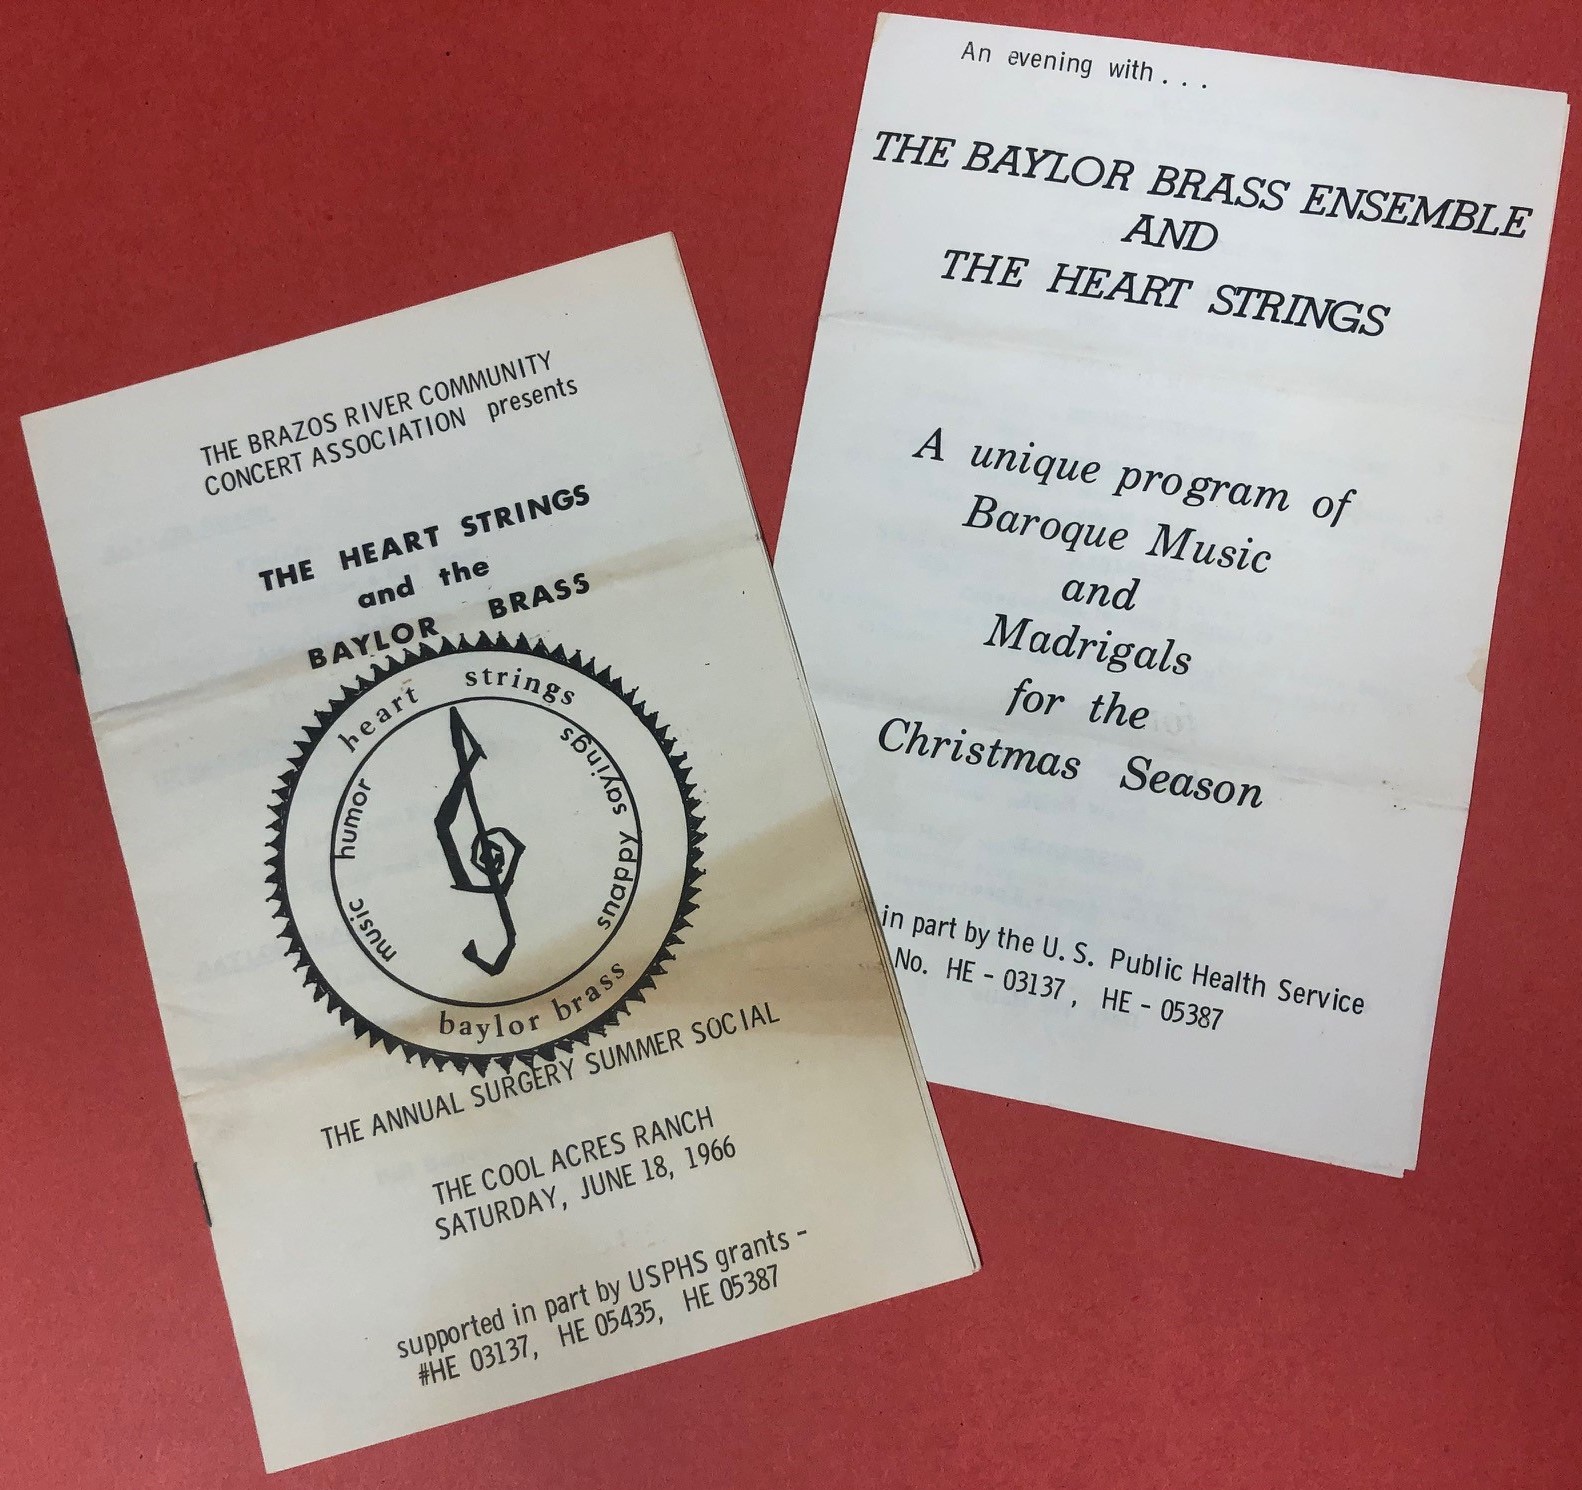 THE BRAZOS RIVER COMMUNITY
CONCERT ASSOCIATION presents
THE HEART STRINGS
and the
BAYLOR BRASS
heart strings
music humor
snappy sayings
baylor brass
THE ANNUAL SURGERY SUMMER SOCIAL
THE COOL ACRES RANCH
SATURDAY, JUNE 18, 1966
supported in part by USPHS grants -
#HE 03137, HE 05435, HE 05387
An evening with...
THE BAYLOR BRASS ENSEMBLE
AND
THE HEART STRINGS
A unique program of
Baroque Music
and
Madrigals
for the
Christmas Season
in part by the U. S. Public Health Service
No. HE - 03137, HE - 05387